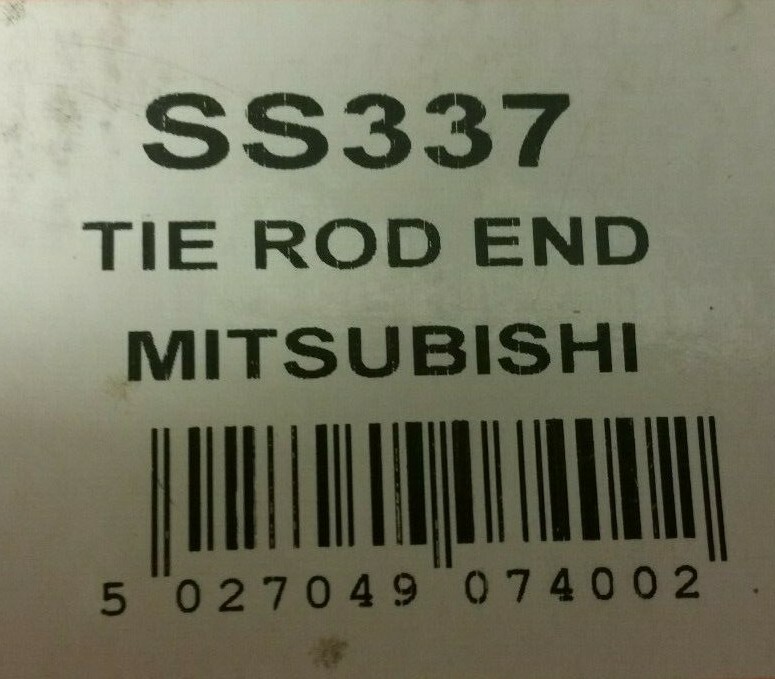 SS337
TIE ROD END
MITSUBISHI
5 027049 074002